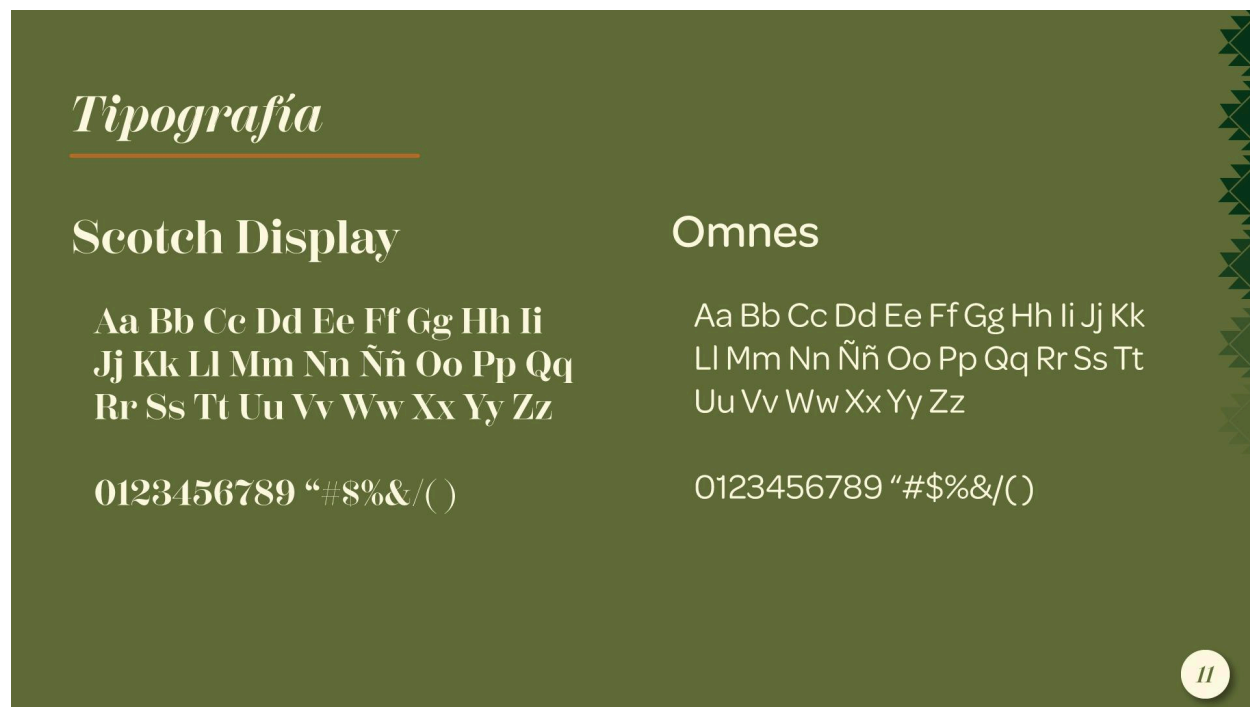 Tipografía
Scotch Display
Aa Bb Cc Dd Ee Ff Gg Hh Ii
Jj Kk Ll Mm Nn Ññ Oo Pp Qq
Rr Ss Tt Uu Vv Ww Xx Yy Zz
0123456789 “#$%&/( )
Omnes
Aa Bb Cc Dd Ee Ff Gg Hh Ii Jj Kk
Ll Mm Nn Ññ Oo Pp Qq Rr Ss Tt
Uu Vv Ww Xx Yy Zz
0123456789 “#$%&/( )
11